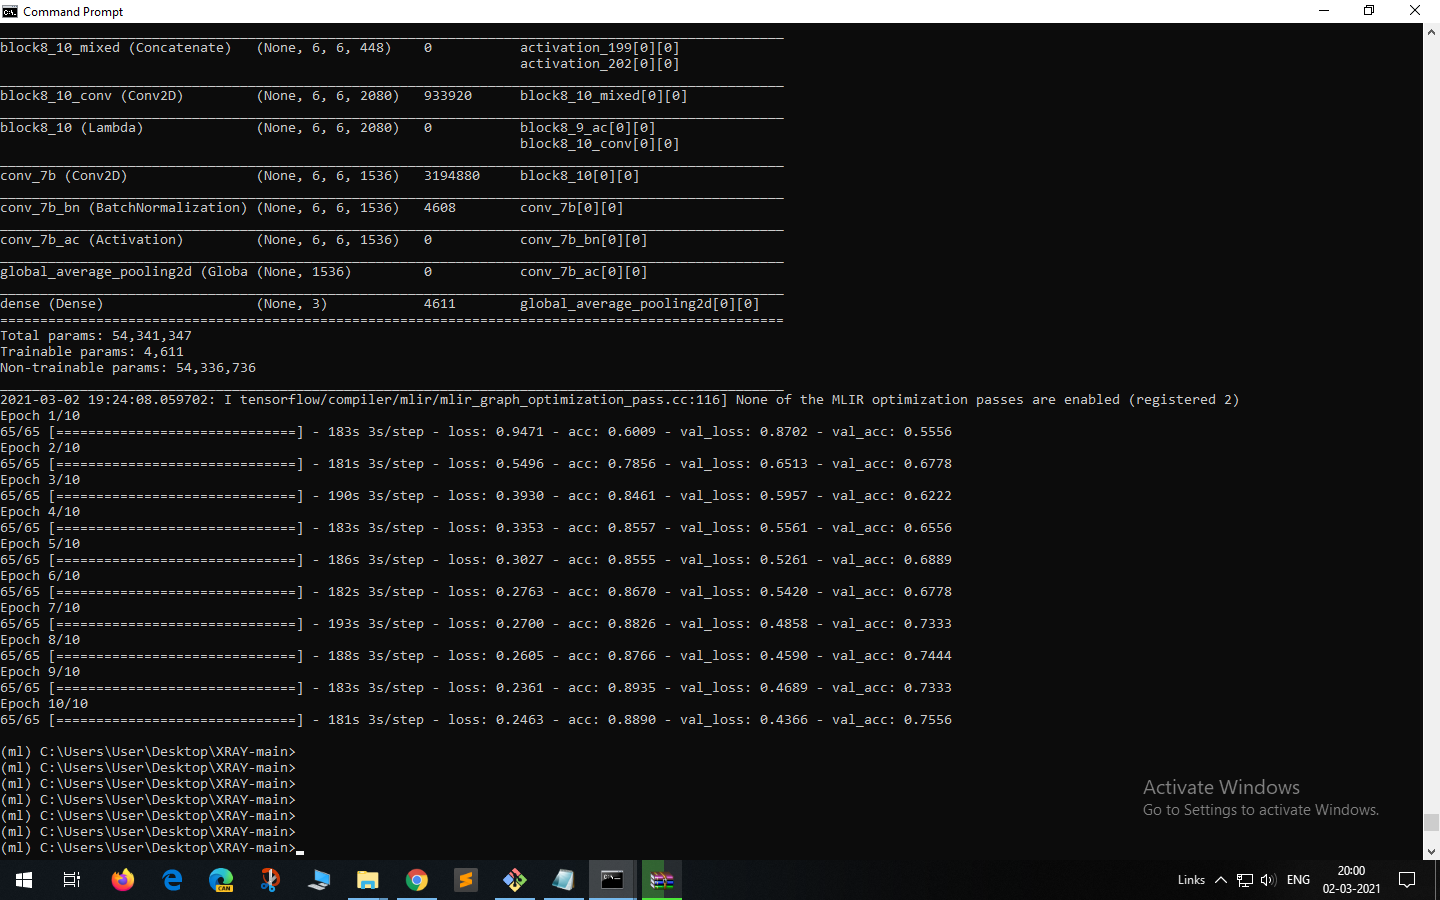 Command Prompt
block8_10_mixed (Concatenate)   (None, 6, 6, 448)    0           activation_199[0][0]
activation_202[0][0]
block8_10_conv (Conv2D)         (None, 6, 6, 2080)   933920      block8_10_mixed[0][0]
block8_10 (Lambda)              (None, 6, 6, 2080)   0           block8_9_ac[0][0]
block8_10_conv[0][0]
conv_7b (Conv2D)                (None, 6, 6, 1536)   3194880     block8_10[0][0]
conv_7b_bn (BatchNormalization) (None, 6, 6, 1536)   4608        conv_7b[0][0]
conv_7b_ac (Activation)         (None, 6, 6, 1536)   0           conv_7b_bn[0][0]
global_average_pooling2d (Globa (None, 1536)         0           conv_7b_ac[0][0]
dense (Dense)                   (None, 3)            4611        global_average_pooling2d[0][0]
Total params: 54,341,347
Trainable params: 4,611
Non-trainable params: 54,336,736
2021-03-02 19:24:08.059702: I tensorflow/compiler/mlir/mlir_graph_optimization_pass.cc:116] None of the MLIR optimization passes are enabled (registered 2)
Epoch 1/10
65/65 [==============================] - 183s 3s/step - loss: 0.9471 - acc: 0.6009 - val_loss: 0.8702 - val_acc: 0.5556
Epoch 2/10
65/65 [==============================] - 181s 3s/step - loss: 0.5496 - acc: 0.7856 - val_loss: 0.6513 - val_acc: 0.6778
Epoch 3/10
65/65 [==============================] - 190s 3s/step - loss: 0.3930 - acc: 0.8461 - val_loss: 0.5957 - val_acc: 0.6222
Epoch 4/10
65/65 [==============================] - 183s 3s/step - loss: 0.3353 - acc: 0.8557 - val_loss: 0.5561 - val_acc: 0.6556
Epoch 5/10
65/65 [==============================] - 186s 3s/step - loss: 0.3027 - acc: 0.8555 - val_loss: 0.5261 - val_acc: 0.6889
Epoch 6/10
65/65 [==============================] - 182s 3s/step - loss: 0.2763 - acc: 0.8670 - val_loss: 0.5420 - val_acc: 0.6778
Epoch 7/10
65/65 [==============================] - 193s 3s/step - loss: 0.2700 - acc: 0.8826 - val_loss: 0.4858 - val_acc: 0.7333
Epoch 8/10
65/65 [==============================] - 188s 3s/step - loss: 0.2605 - acc: 0.8766 - val_loss: 0.4590 - val_acc: 0.7444
Epoch 9/10
65/65 [==============================] - 183s 3s/step - loss: 0.2361 - acc: 0.8935 - val_loss: 0.4689 - val_acc: 0.7333
Epoch 10/10
65/65 [==============================] - 181s 3s/step - loss: 0.2463 - acc: 0.8890 - val_loss: 0.4366 - val_acc: 0.7556
(ml) C:\Users\User\Desktop\XRAY-main>
(ml) C:\Users\User\Desktop\XRAY-main>
(ml) C:\Users\User\Desktop\XRAY-main>
(ml) C:\Users\User\Desktop\XRAY-main>
(ml) C:\Users\User\Desktop\XRAY-main>
(ml) C:\Users\User\Desktop\XRAY-main>
(ml) C:\Users\User\Desktop\XRAY-main>
Activate Windows
Go to Settings to activate Windows.
CAN
Links
ENG
20:00
02-03-2021